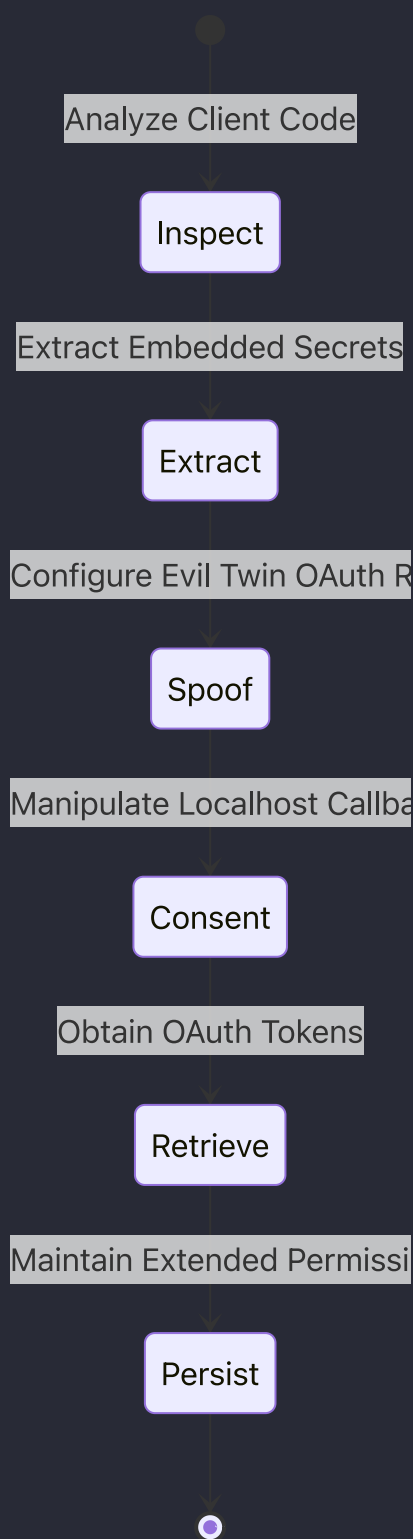 Analyze Client Code
Inspect
Extract Embedded Secrets
Extract
Configure Evil Twin OAuth R
Spoof
Manipulate Localhost Callba
Consent
Obtain OAuth Tokens
Retrieve
Maintain Extended Permissi
Persist